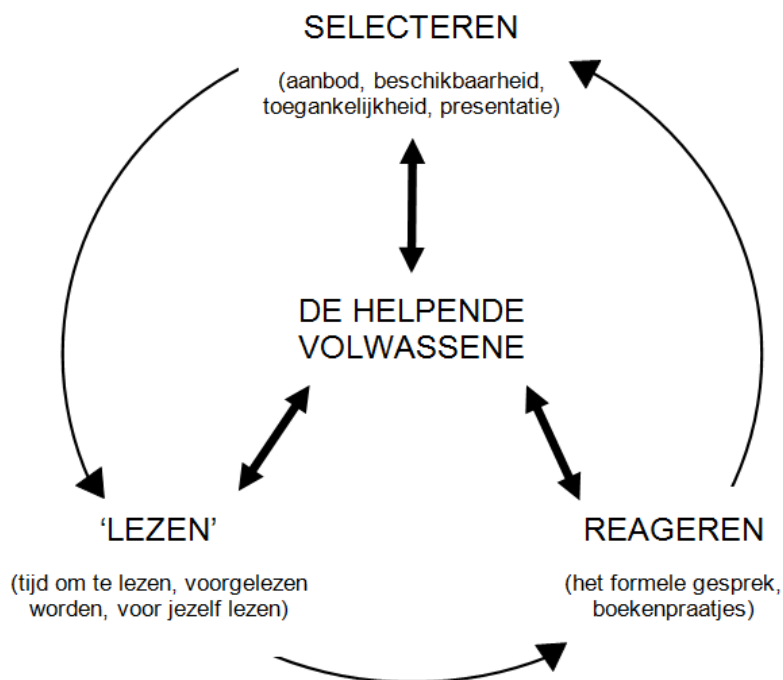 SELECTEREN
(aanbod, beschikbaarheid,
toegankelijkheid, presentatie)
DE HELPENDE
VOLWASSENE
‘LEZEN’
(tijd om te lezen, voorgelezen
worden, voor jezelf lezen)
REAGEREN
(het formele gesprek,
boekenpraatjes)